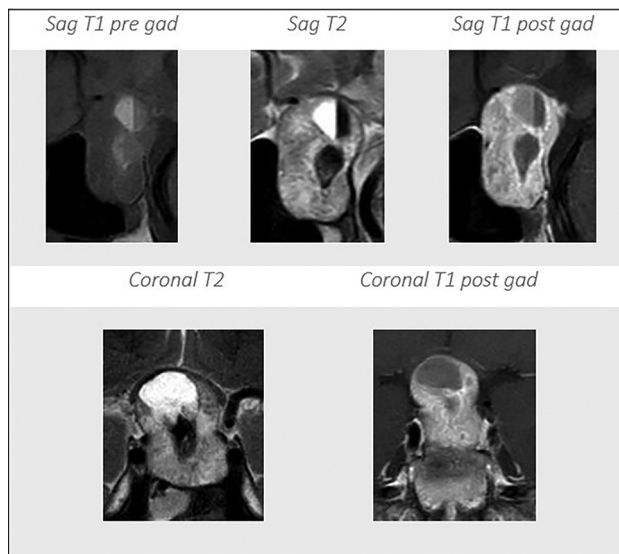 Sag T1 pre gad
Sag T2
Sag T1 post gad
Coronal T2
Coronal T1 post gad